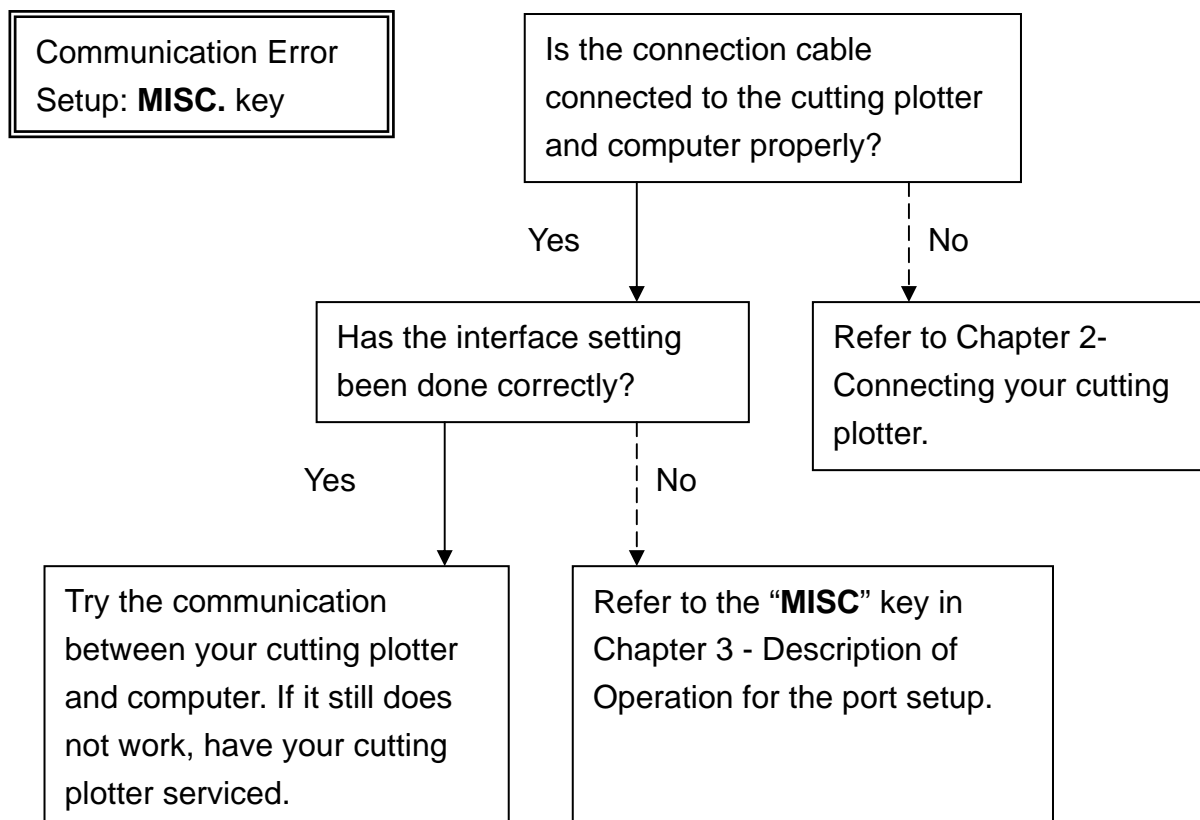 Communication Error
Setup: MISC. key
Is the connection cable
connected to the cutting plotter
and computer properly?
Yes
No
Has the interface setting
been done correctly?
Refer to Chapter 2-
Connecting your cutting
plotter.
Yes
No
Try the communication
between your cutting plotter
and computer. If it still does
not work, have your cutting
plotter serviced.
Refer to the “MISC” key in
Chapter 3 - Description of
Operation for the port setup.